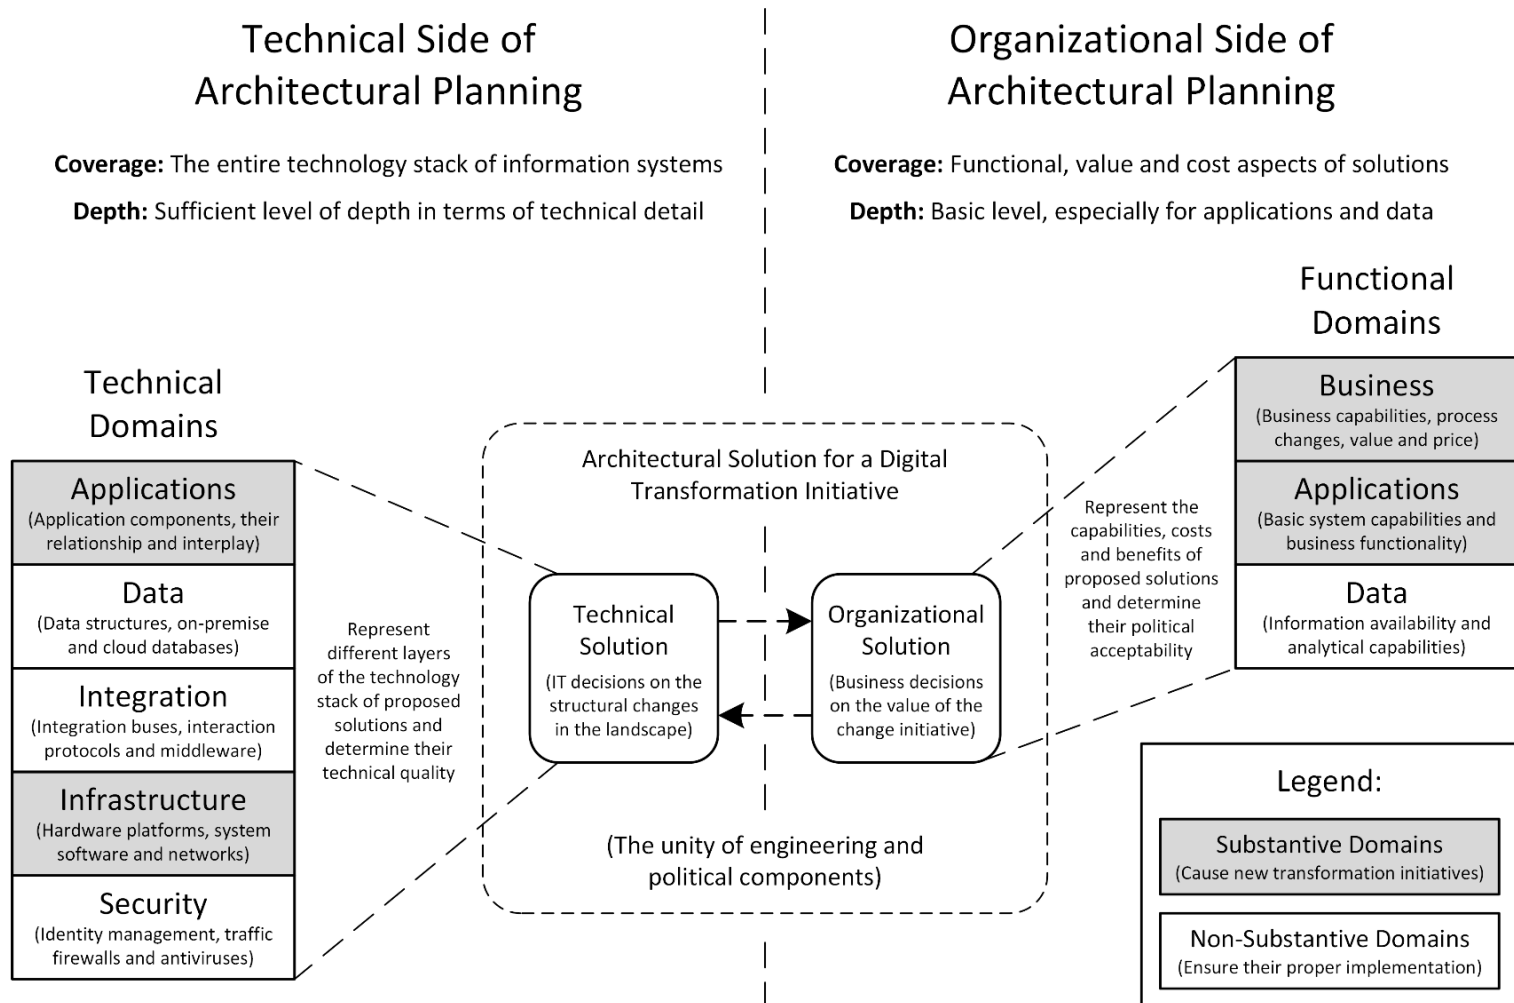 Technical Side of
Architectural Planning
Coverage: The entire technology stack of information systems
Depth: Sufficient level of depth in terms of technical detail
Organizational Side of
Architectural Planning
Coverage: Functional, value and cost aspects of solutions
Depth: Basic level, especially for applications and data
Technical
Domains
Applications
(Application components, their
relationship and interplay)
Data
(Data structures, on-premise
and cloud databases)
Integration
(Integration buses, interaction
protocols and middleware)
Infrastructure
(Hardware platforms, system
software and networks)
Security
(Identity management, traffic
firewalls and antiviruses)
Represent
different layers
of the technology
stack of proposed
solutions and
determine their
technical quality
Architectural Solution for a Digital
Transformation Initiative
Technical
Solution
(IT decisions on the
structural changes
in the landscape)
Organizational
Solution
(Business decisions
on the value of the
change initiative)
(The unity of engineering and
political components)
Represent the
capabilities, costs
and benefits of
proposed solutions
and determine
their political
acceptability
Functional
Domains
Business
(Business capabilities, process
changes, value and price)
Applications
(Basic system capabilities and
business functionality)
Data
(Information availability and
analytical capabilities)
Legend:
Substantive Domains
(Cause new transformation initiatives)
Non-Substantive Domains
(Ensure their proper implementation)